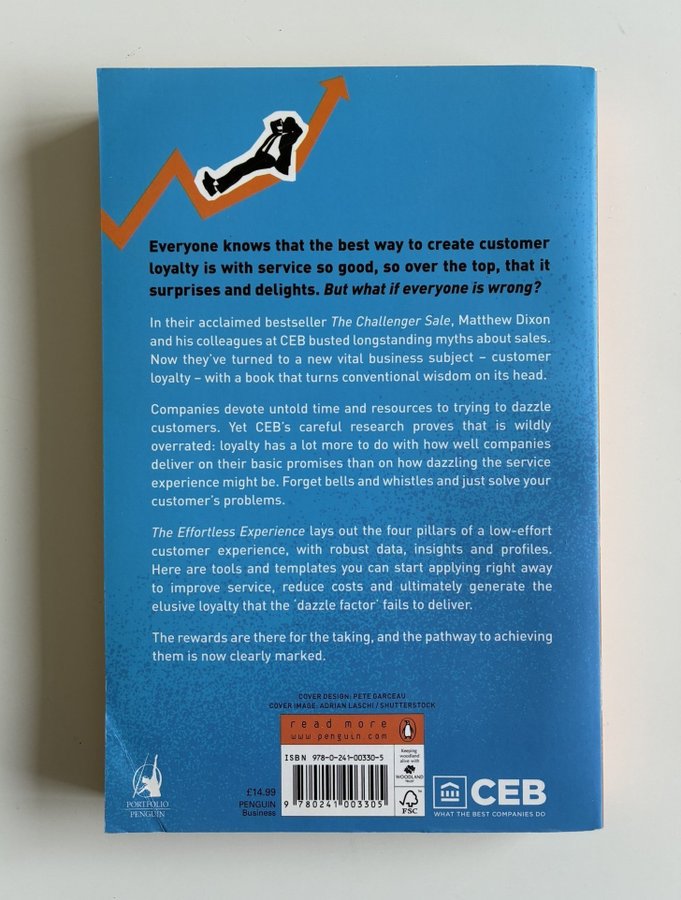 Everyone knows that the best way to create customer
loyalty is with service so good, so over the top, that it
surprises and delights. But what if everyone is wrong?
In their acclaimed bestseller The Challenger Sale, Matthew Dixon
and his colleagues at CEB busted longstanding myths about sales.
Now they've turned to a new vital business subject – customer
loyalty – with a book that turns conventional wisdom on its head.
Companies devote untold time and resources to trying to dazzle
customers. Yet CEB's careful research proves that is wildly
overrated: loyalty has a lot more to do with how well companies
deliver on their basic promises than on how dazzling the service
experience might be. Forget bells and whistles and just solve your
customer's problems.
The Effortless Experience lays out the four pillars of a low-effort
customer experience, with robust data, insights and profiles.
Here are tools and templates you can start applying right away
to improve service, reduce costs and ultimately generate the
elusive loyalty that the 'dazzle factor' fails to deliver.
The rewards are there for the taking, and the pathway to achieving
them is now clearly marked.
COVER DESIGN: PETE GARCEAU
COVER IMAGE: ADRIAN LASCHI / SHUTTERSTOCK
read more
www.penguin.com
ISBN 978-0-241-00330-5
9 780241 003305
Keeping
woodland
alive with
WOODLAND
TRUST
FSC™
£14.99
PENGUIN
Business
PORTFOLIO
PENGUIN
CEB
WHAT THE BEST COMPANIES DO